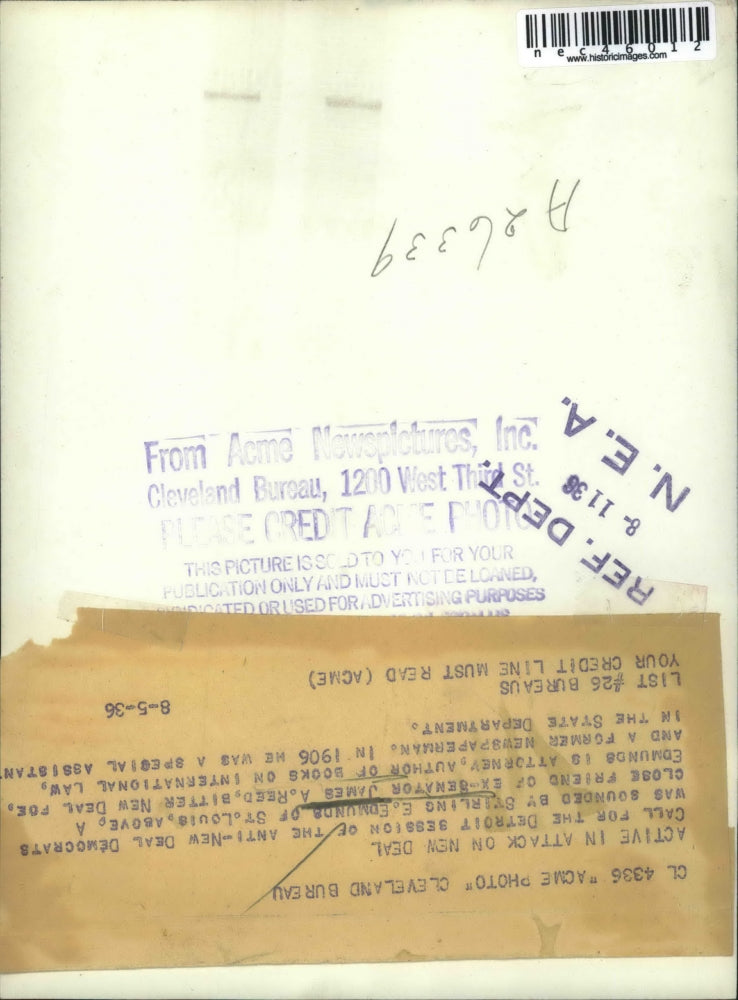 nec46012
www.historicimages.com
A26339
From Acme Newspictures, Inc.
Cleveland Bureau, 1200 West Third St.
PLEASE CREDIT ACME PHOTO
THIS PICTURE IS SOLD TO YOU FOR YOUR
PUBLICATION ONLY AND MUST NOT BE LOANED,
SYNDICATED OR USED FOR ADVERTISING PURPOSES
REF. DEPT.
8- 11 36
N. E. A.
CL 4336 "ACME PHOTO" CLEVELAND BUREAU
ACTIVE IN ATTACK ON NEW DEAL
CALL FOR THE DETROIT SESSION OF THE ANTI-NEW DEAL DEMOCRATS
WAS SOUNDED BY STIRLING E.EDMUNDS OF ST.LOUIS,ABOVE, A
CLOSE FRIEND OF EX-SENATOR JAMES A.REED,BITTER NEW DEAL FOE,
EDMUNDS IS ATTORNEY,AUTHOR OF BOOKS ON INTERNATIONAL LAW,
AND A FORMER NEWSPAPERMAN. IN 1906 HE WAS A SPECIAL ASSISTANT
IN THE STATE DEPARTMENT.
LIST #26 BUREAUS 8-5-36
YOUR CREDIT LINE MUST READ (ACME)